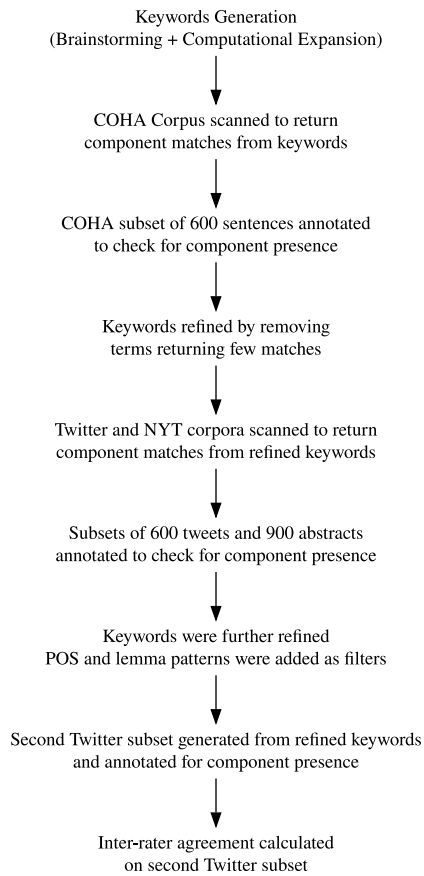 Keywords Generation
(Brainstorming + Computational Expansion)
COHA Corpus scanned to return
component matches from keywords
COHA subset of 600 sentences annotated
to check for component presence
Keywords refined by removing
terms returning few matches
Twitter and NYT corpora scanned to return
component matches from refined keywords
Subsets of 600 tweets and 900 abstracts
annotated to check for component presence
Keywords were further refined
POS and lemma patterns were added as filters
Second Twitter subset generated from refined keywords
and annotated for component presence
Inter-rater agreement calculated
on second Twitter subset